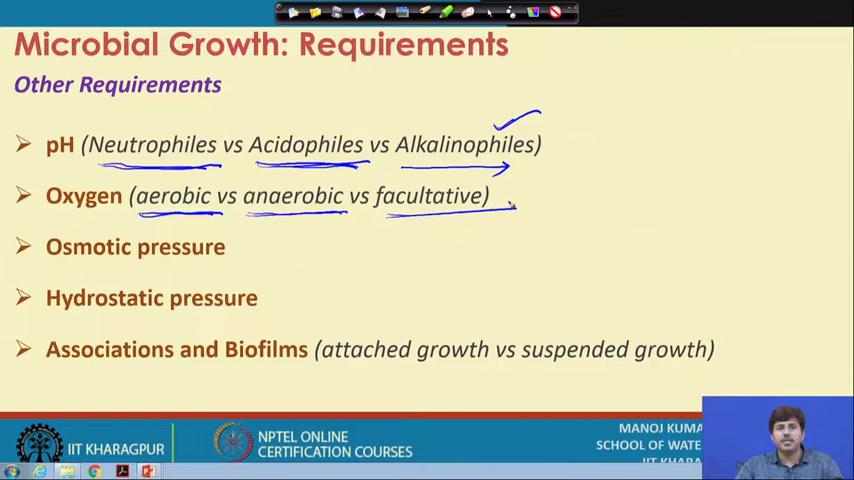 Microbial Growth: Requirements
Other Requirements
pH (Neutrophiles vs Acidophiles vs Alkalinophiles)
Oxygen (aerobic vs anaerobic vs facultative)
Osmotic pressure
Hydrostatic pressure
Associations and Biofilms (attached growth vs suspended growth)
IIT KHARAGPUR
NPTEL ONLINE
CERTIFICATION COURSES
MANOJ KUMA
SCHOOL OF WATE
IIT KHARA